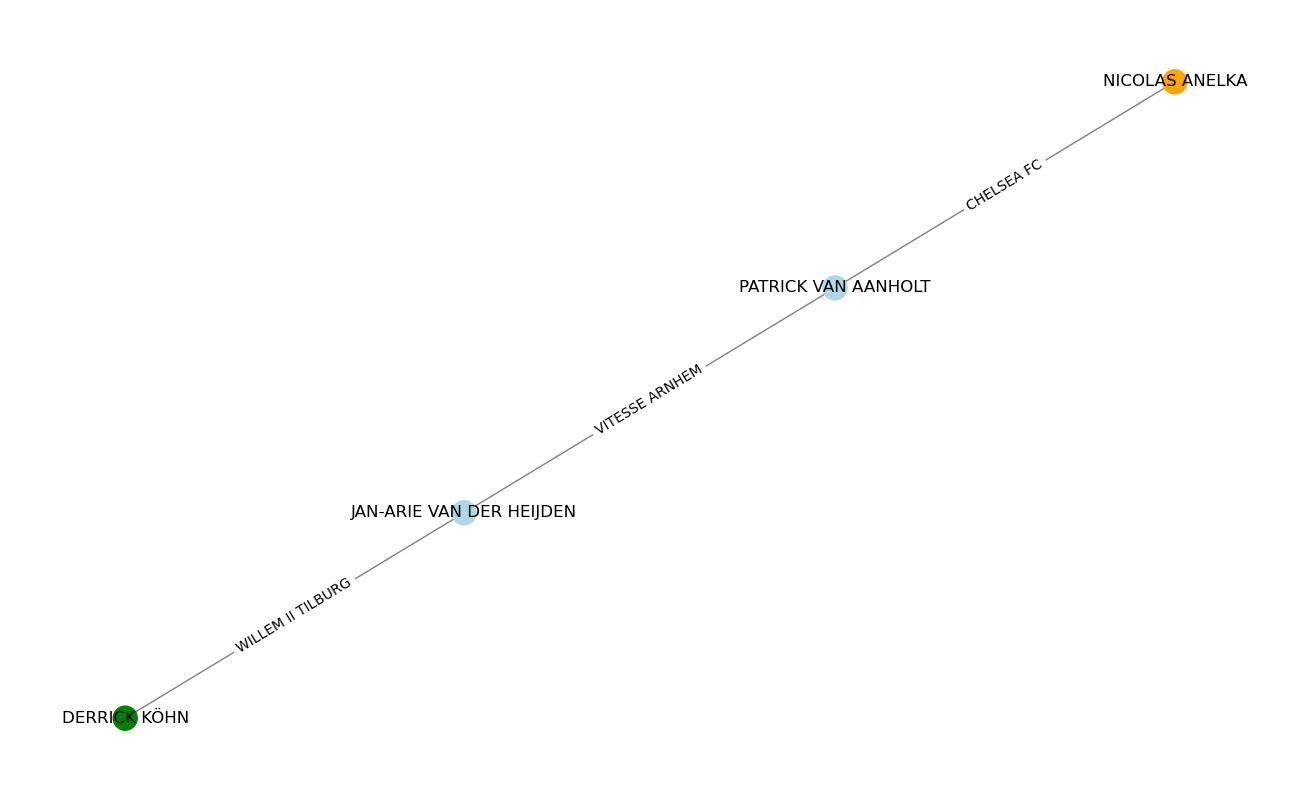 NICOLAS ANELKA
CHELSEA FC
PATRICK VAN AANHOLT
VITESSE ARNHEM
JAN-ARIE VAN DER HEIJDEN
WILLEM II TILBURG
DERRICK KÖHN